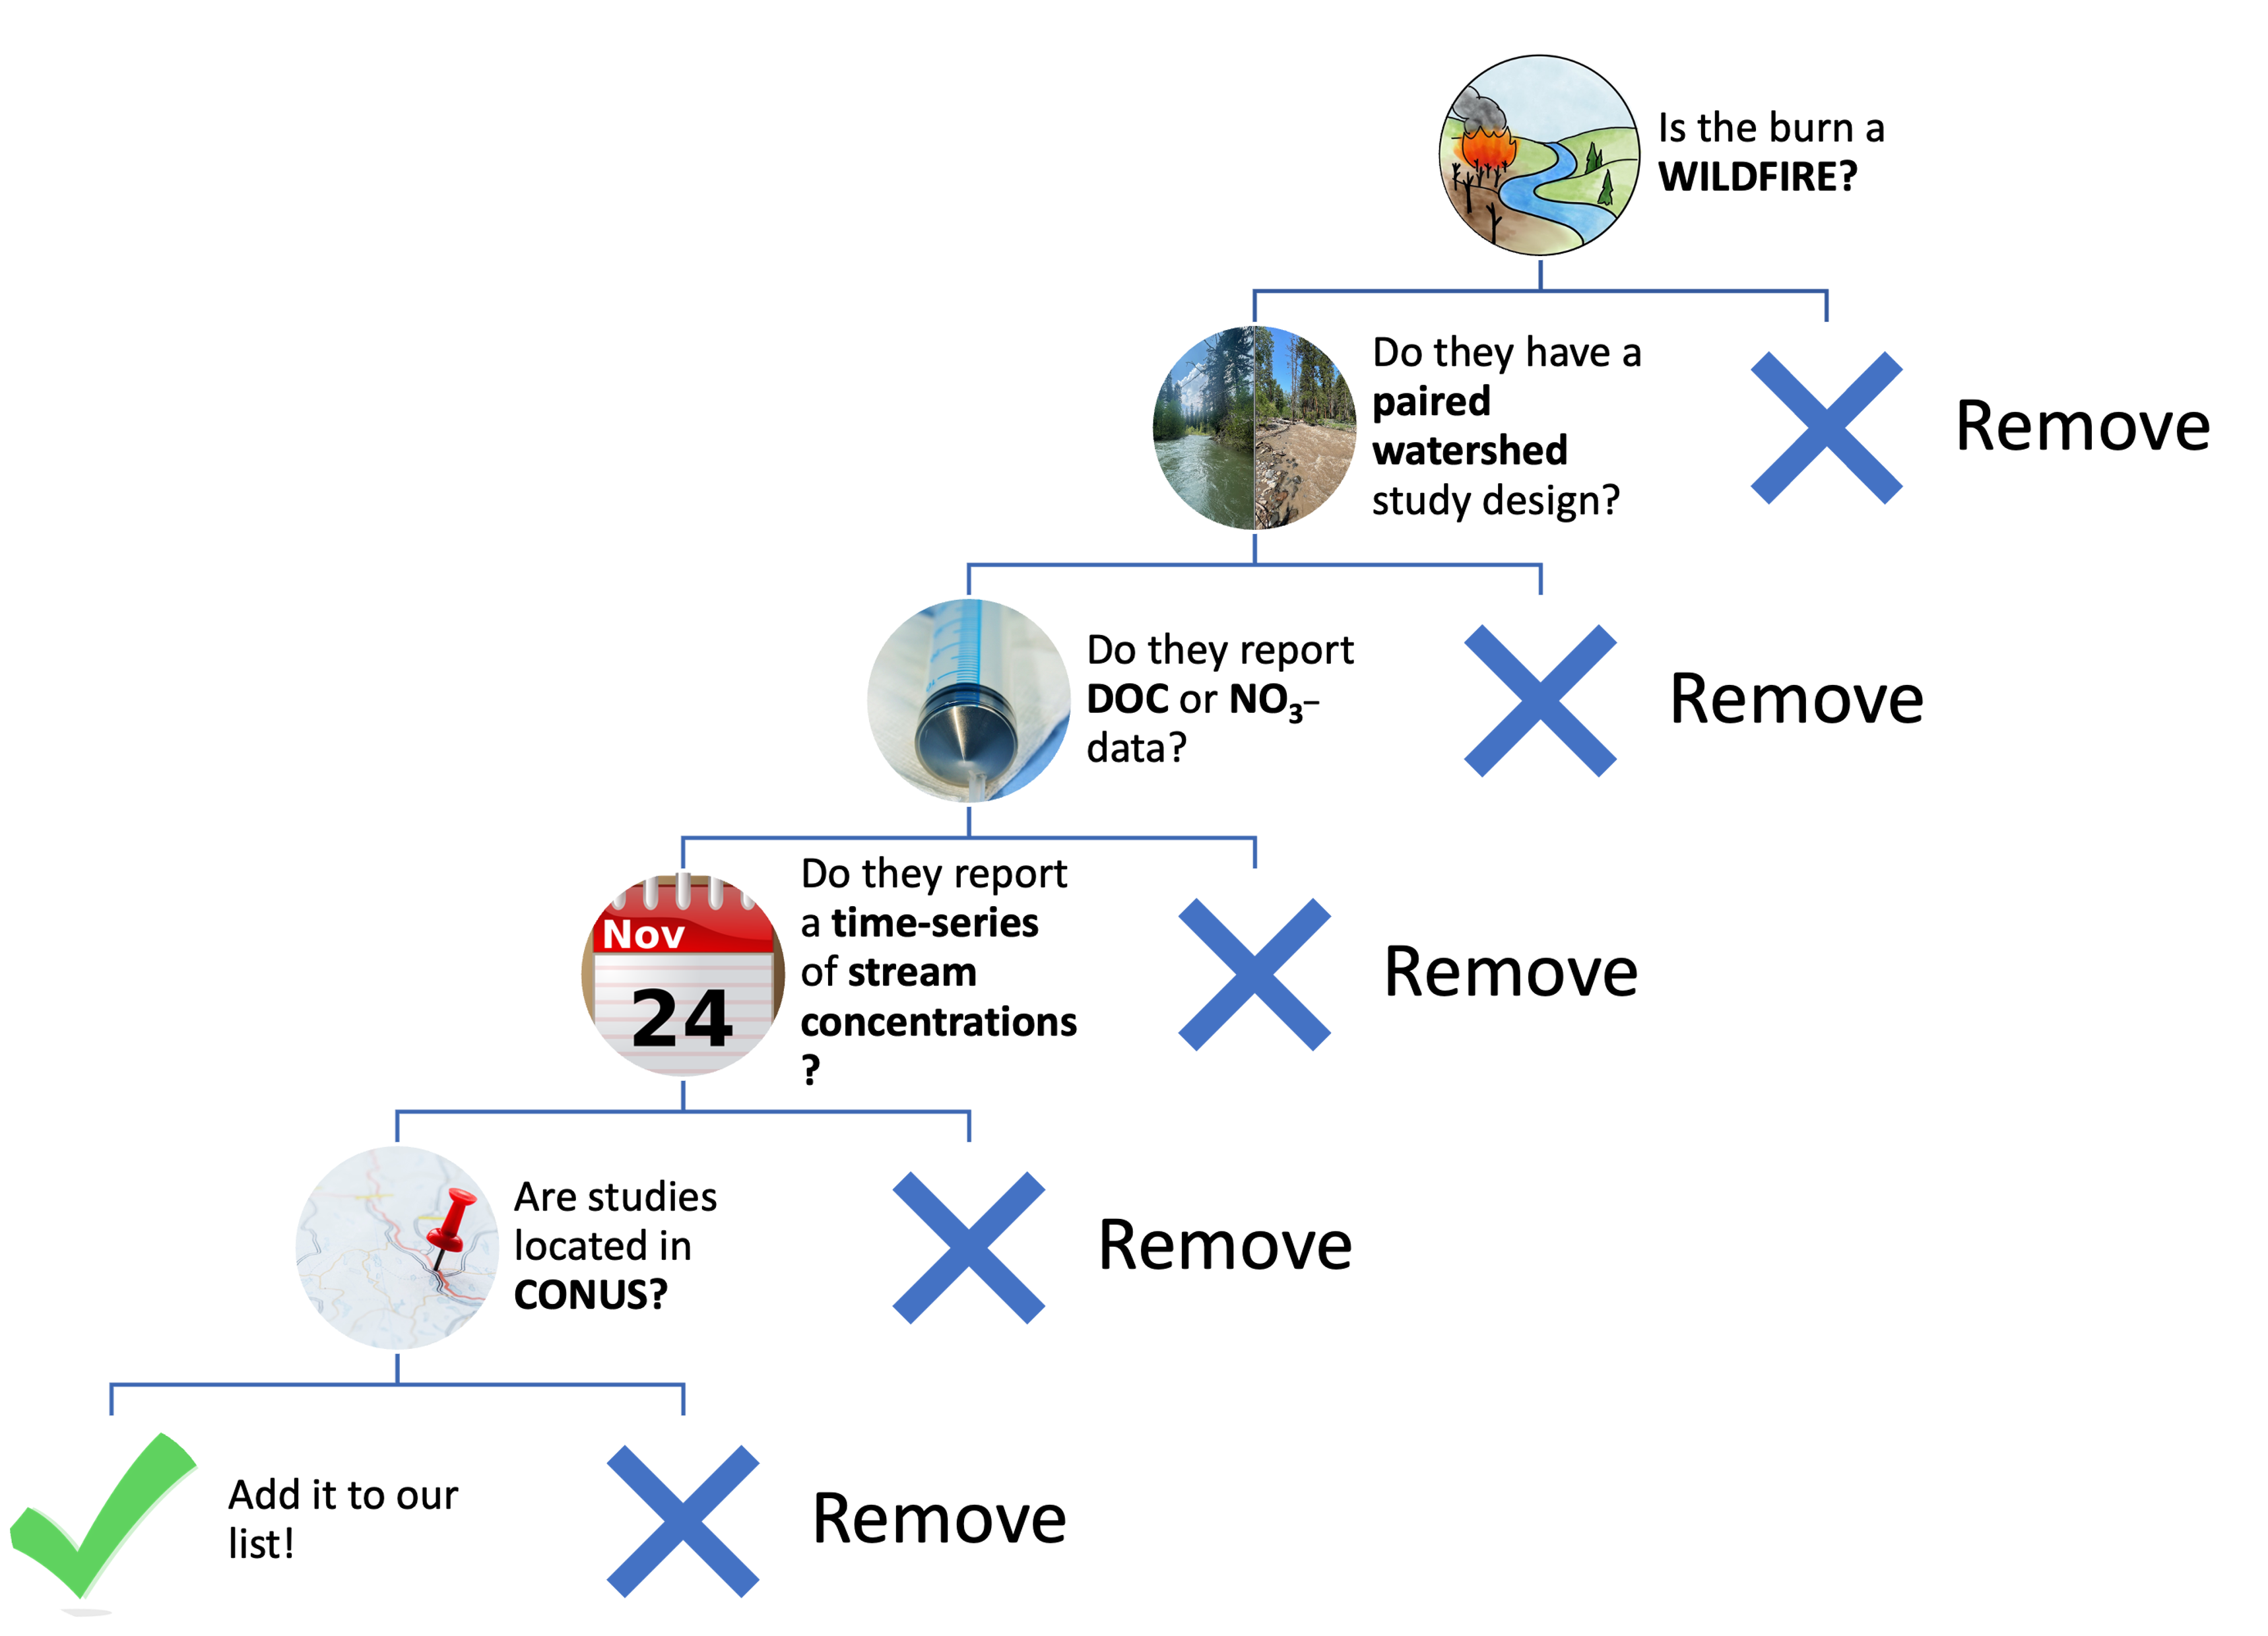 Is the burn a
WILDFIRE?
Do they have a
paired
watershed
study design?
Remove
Do they report
DOC or NO₃–
data?
Remove
Do they report
a time-series
of stream
concentrations
?
Nov
24
Remove
Are studies
located in
CONUS?
Remove
Add it to our
list!
Remove